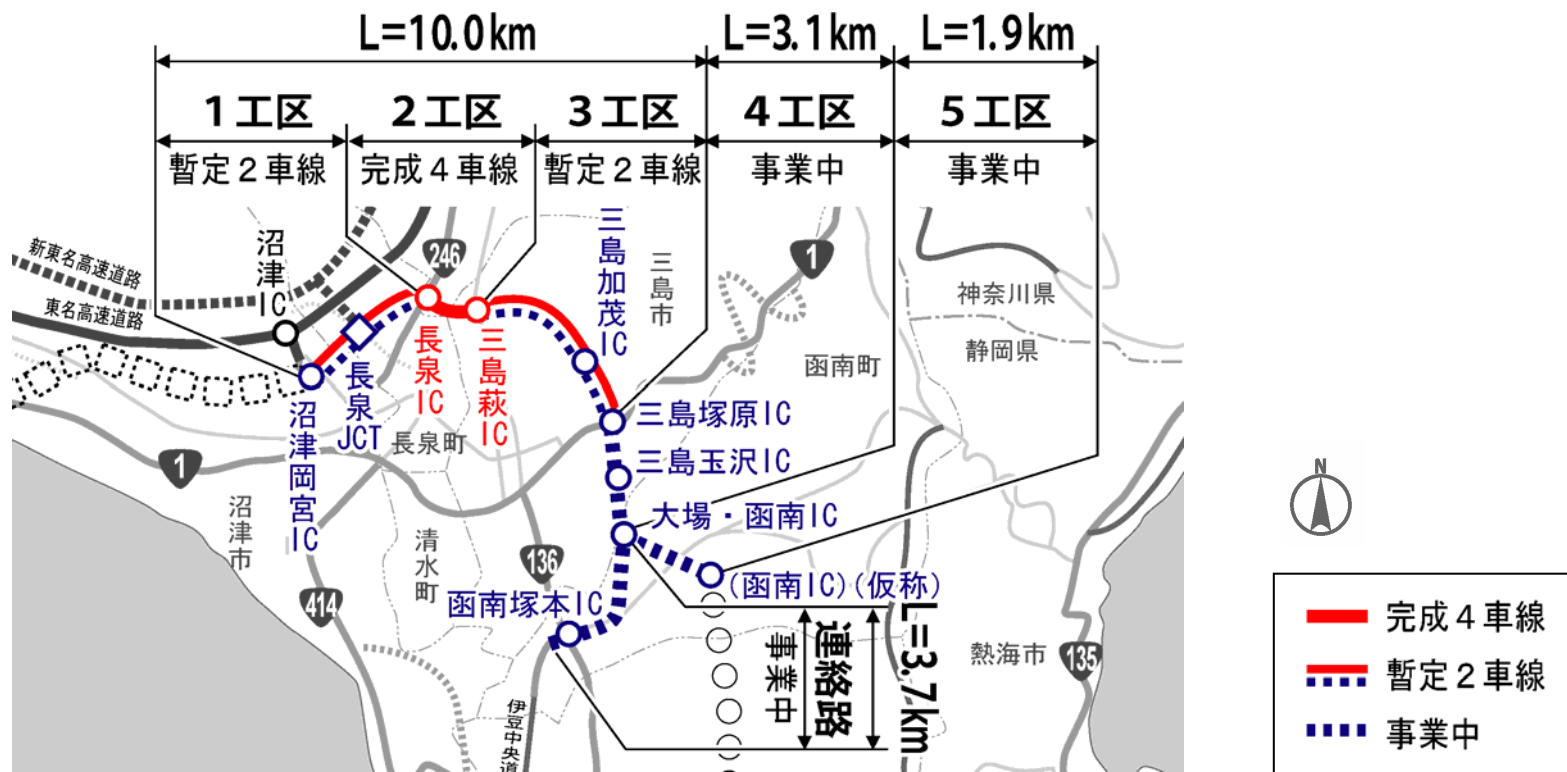 L=10.0km
L=3.1km
L=1.9km
1工区
2工区
3工区
4工区
5工区
暫定2車線
完成4車線
暫定2車線
事業中
事業中
新東名高速道路
東名高速道路
沼津IC
246
三島加茂IC
三島市
1
神奈川県
静岡県
函南町
長泉JCT
長泉IC
三島萩IC
長泉町
沼津岡宮IC
三島塚原IC
三島玉沢IC
大場・函南IC
(函南IC)(仮称)
1
沼津市
清水町
136
414
函南塚本IC
伊豆中央道
事業中
連絡路
L=3.7km
熱海市
135
N
完成4車線
暫定2車線
事業中